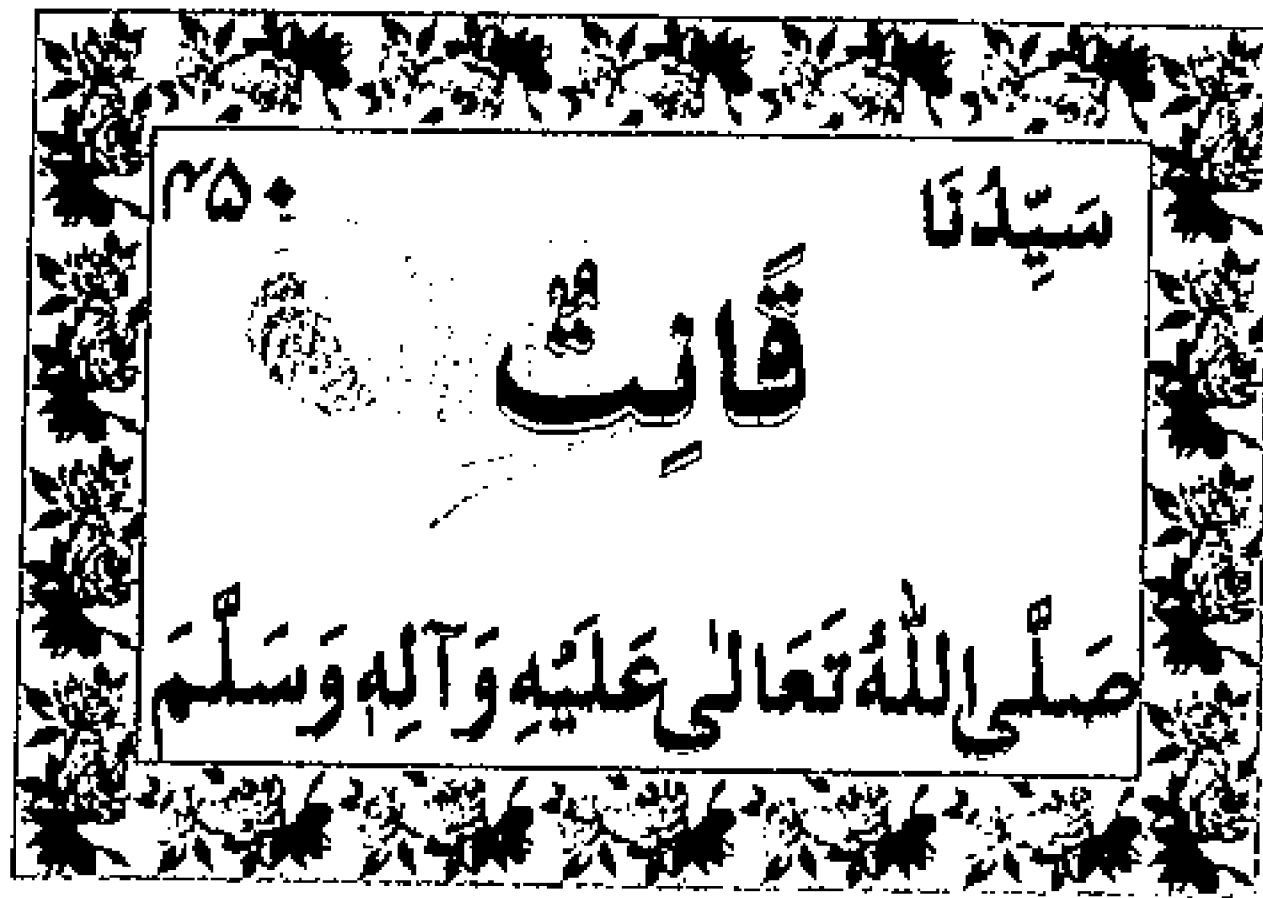 سَيِّدُنَا ۴۵۰
قَانِتٌ
صَلَّى اللّٰهُ تَعَالٰى عَلَيْهِ وَآلِهٖ وَسَلَّمَ